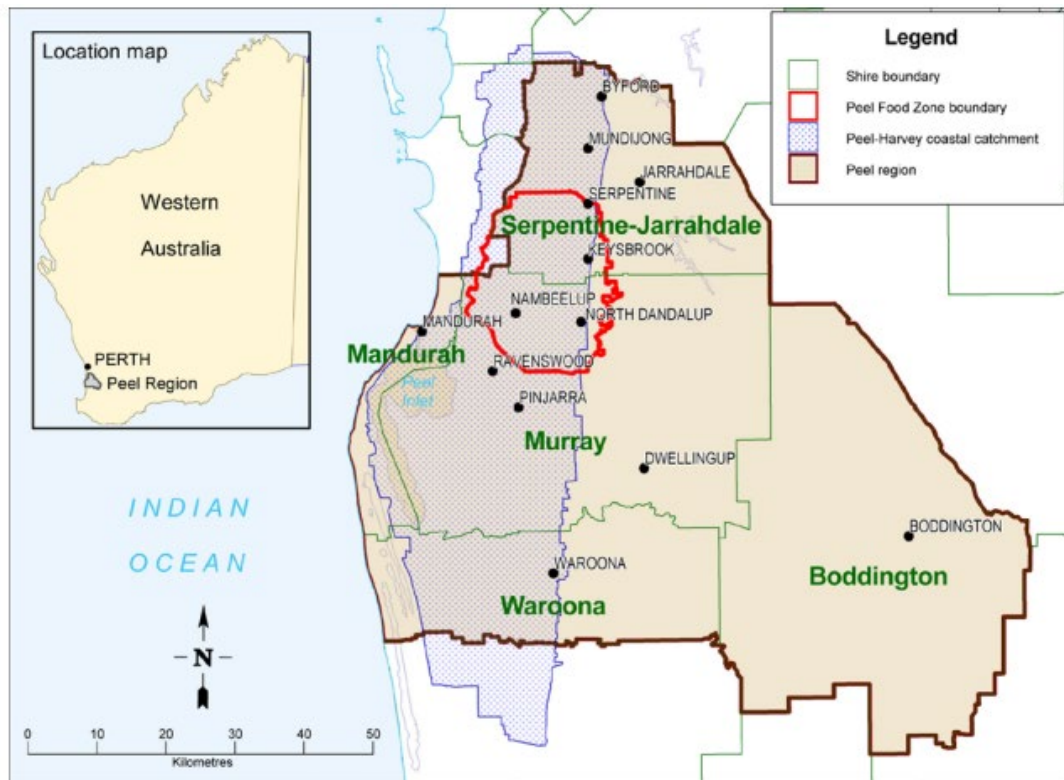 Location map
Western
Australia
PERTH
Peel Region
Legend
Shire boundary
Peel Food Zone boundary
Peel-Harvey coastal catchment
Peel region
BYFORD
MUNDIJONG
JARRAHDALE
SERPENTINE
Serpentine-Jarrahdale
KEYSBROOK
NAMBEELUP
NORTH DANDALUP
MANDURAH
Mandurah
RAVENSWOOD
Peel
Inlet
PINJARRA
Murray
DWELLINGUP
BODDINGTON
Boddington
WAROONA
Waroona
INDIAN
OCEAN
N
0 10 20 30 40 50
Kilometres